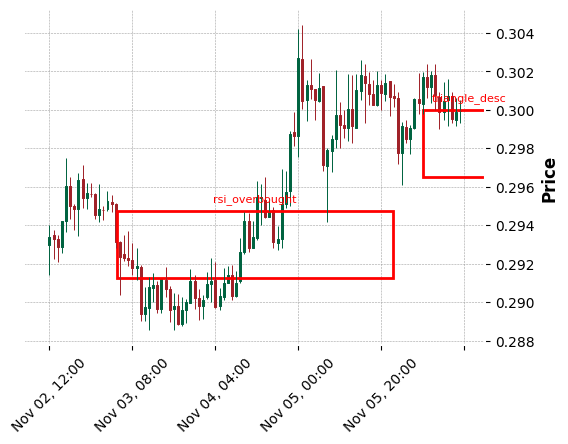 0.304
0.302
0.300
0.298
0.296
0.294
0.292
0.290
0.288
Price
triangle_desc
rsi_overbought
Nov 02, 12:00
Nov 03, 08:00
Nov 04, 04:00
Nov 05, 00:00
Nov 05, 20:00